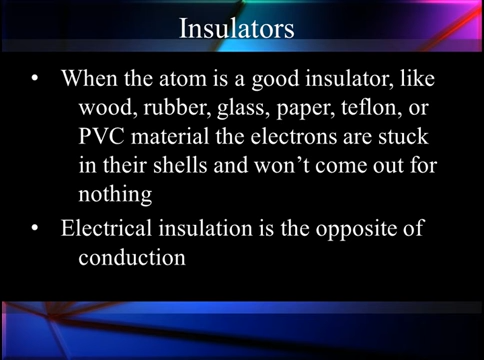 Insulators
• When the atom is a good insulator, like
wood, rubber, glass, paper, teflon, or
PVC material the electrons are stuck
in their shells and won’t come out for
nothing
• Electrical insulation is the opposite of
conduction